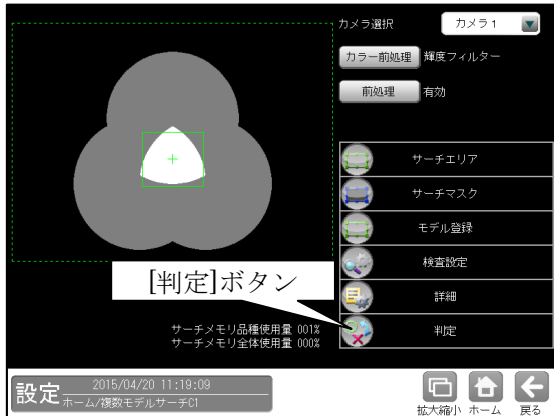 カメラ選択 カメラ1
カラー前処理 輝度フィルター
前処理 有効
サーチエリア
サーチマスク
モデル登録
検査設定
詳細
判定
[判定]ボタン
サーチメモリ品種使用量 001%
サーチメモリ全体使用量 000%
設定 2015/04/20 11:19:09
ホーム/複数モデルサーチC1
拡大縮小 ホーム 戻る